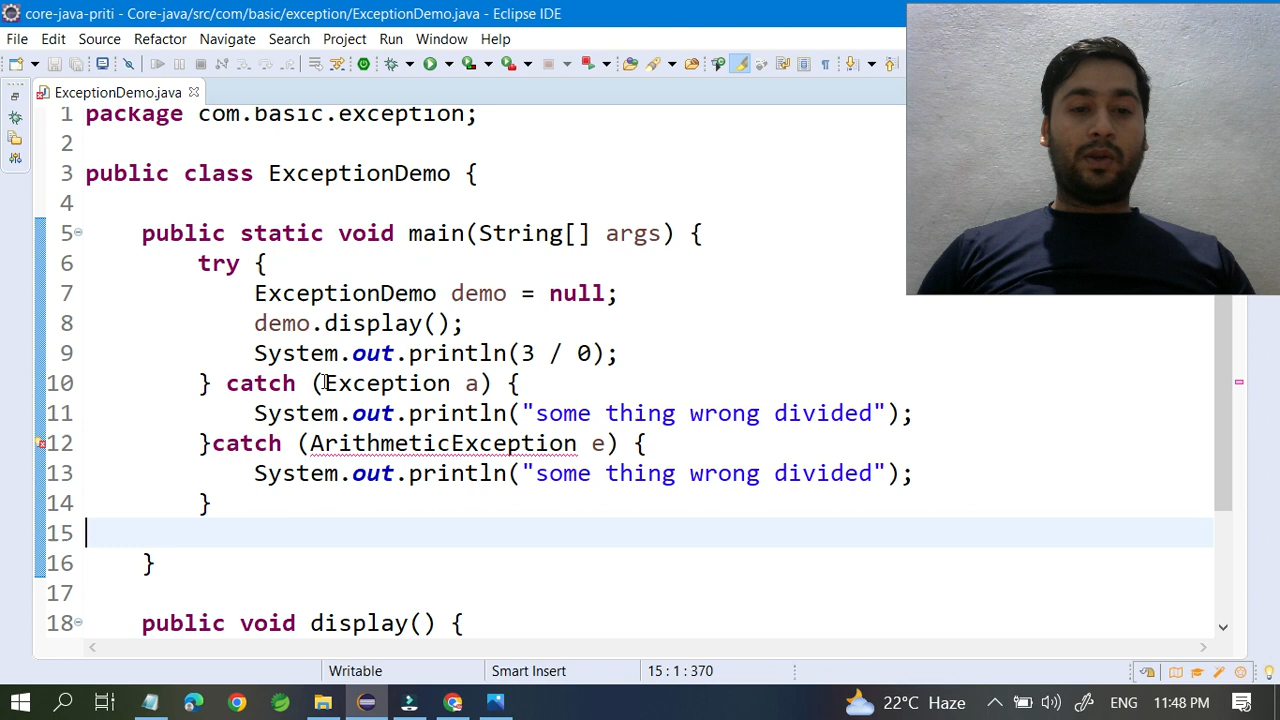 core-java-priti - Core-java/src/com/basic/exception/ExceptionDemo.java - Eclipse IDE
File Edit Source Refactor Navigate Search Project Run Window Help
ExceptionDemo.java
1 package com.basic.exception;
2
3 public class ExceptionDemo {
4
5 public static void main(String[] args) {
6 try {
7 ExceptionDemo demo = null;
8 demo.display();
9 System.out.println(3 / 0);
10 } catch (Exception a) {
11 System.out.println("some thing wrong divided");
12 }catch (ArithmeticException e) {
13 System.out.println("some thing wrong divided");
14 }
15
16 }
17
18 public void display() {
Writable Smart Insert 15 : 1 : 370
22°C Haze ENG 11:48 PM